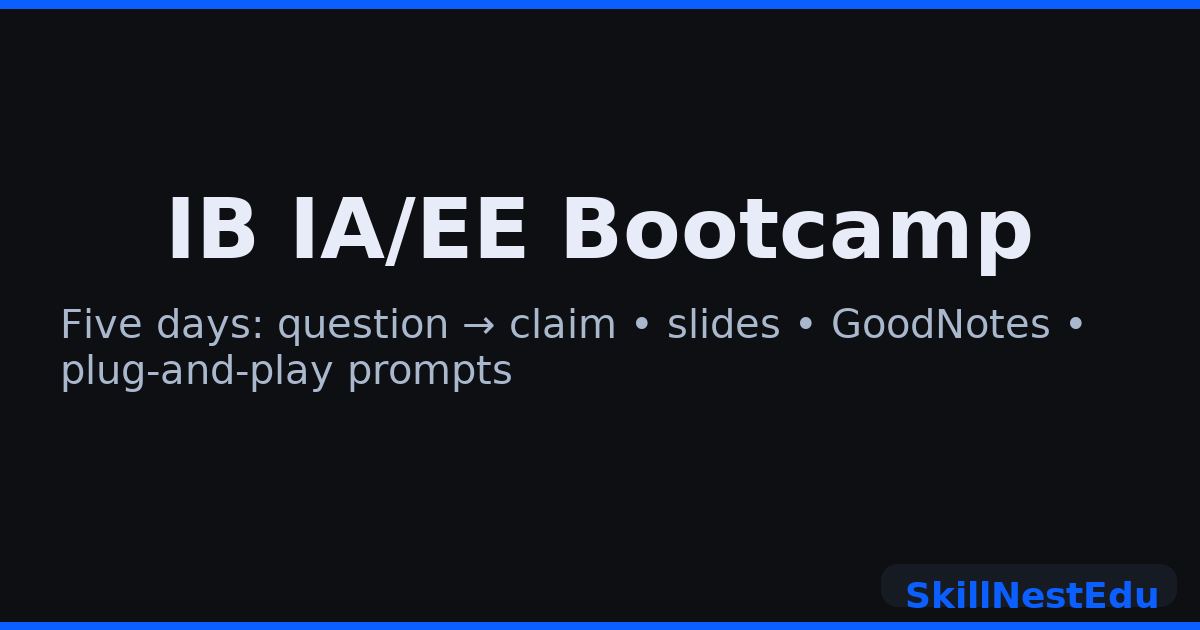 IB IA/EE Bootcamp
Five days: question → claim • slides • GoodNotes •
plug-and-play prompts
SkillNestEdu